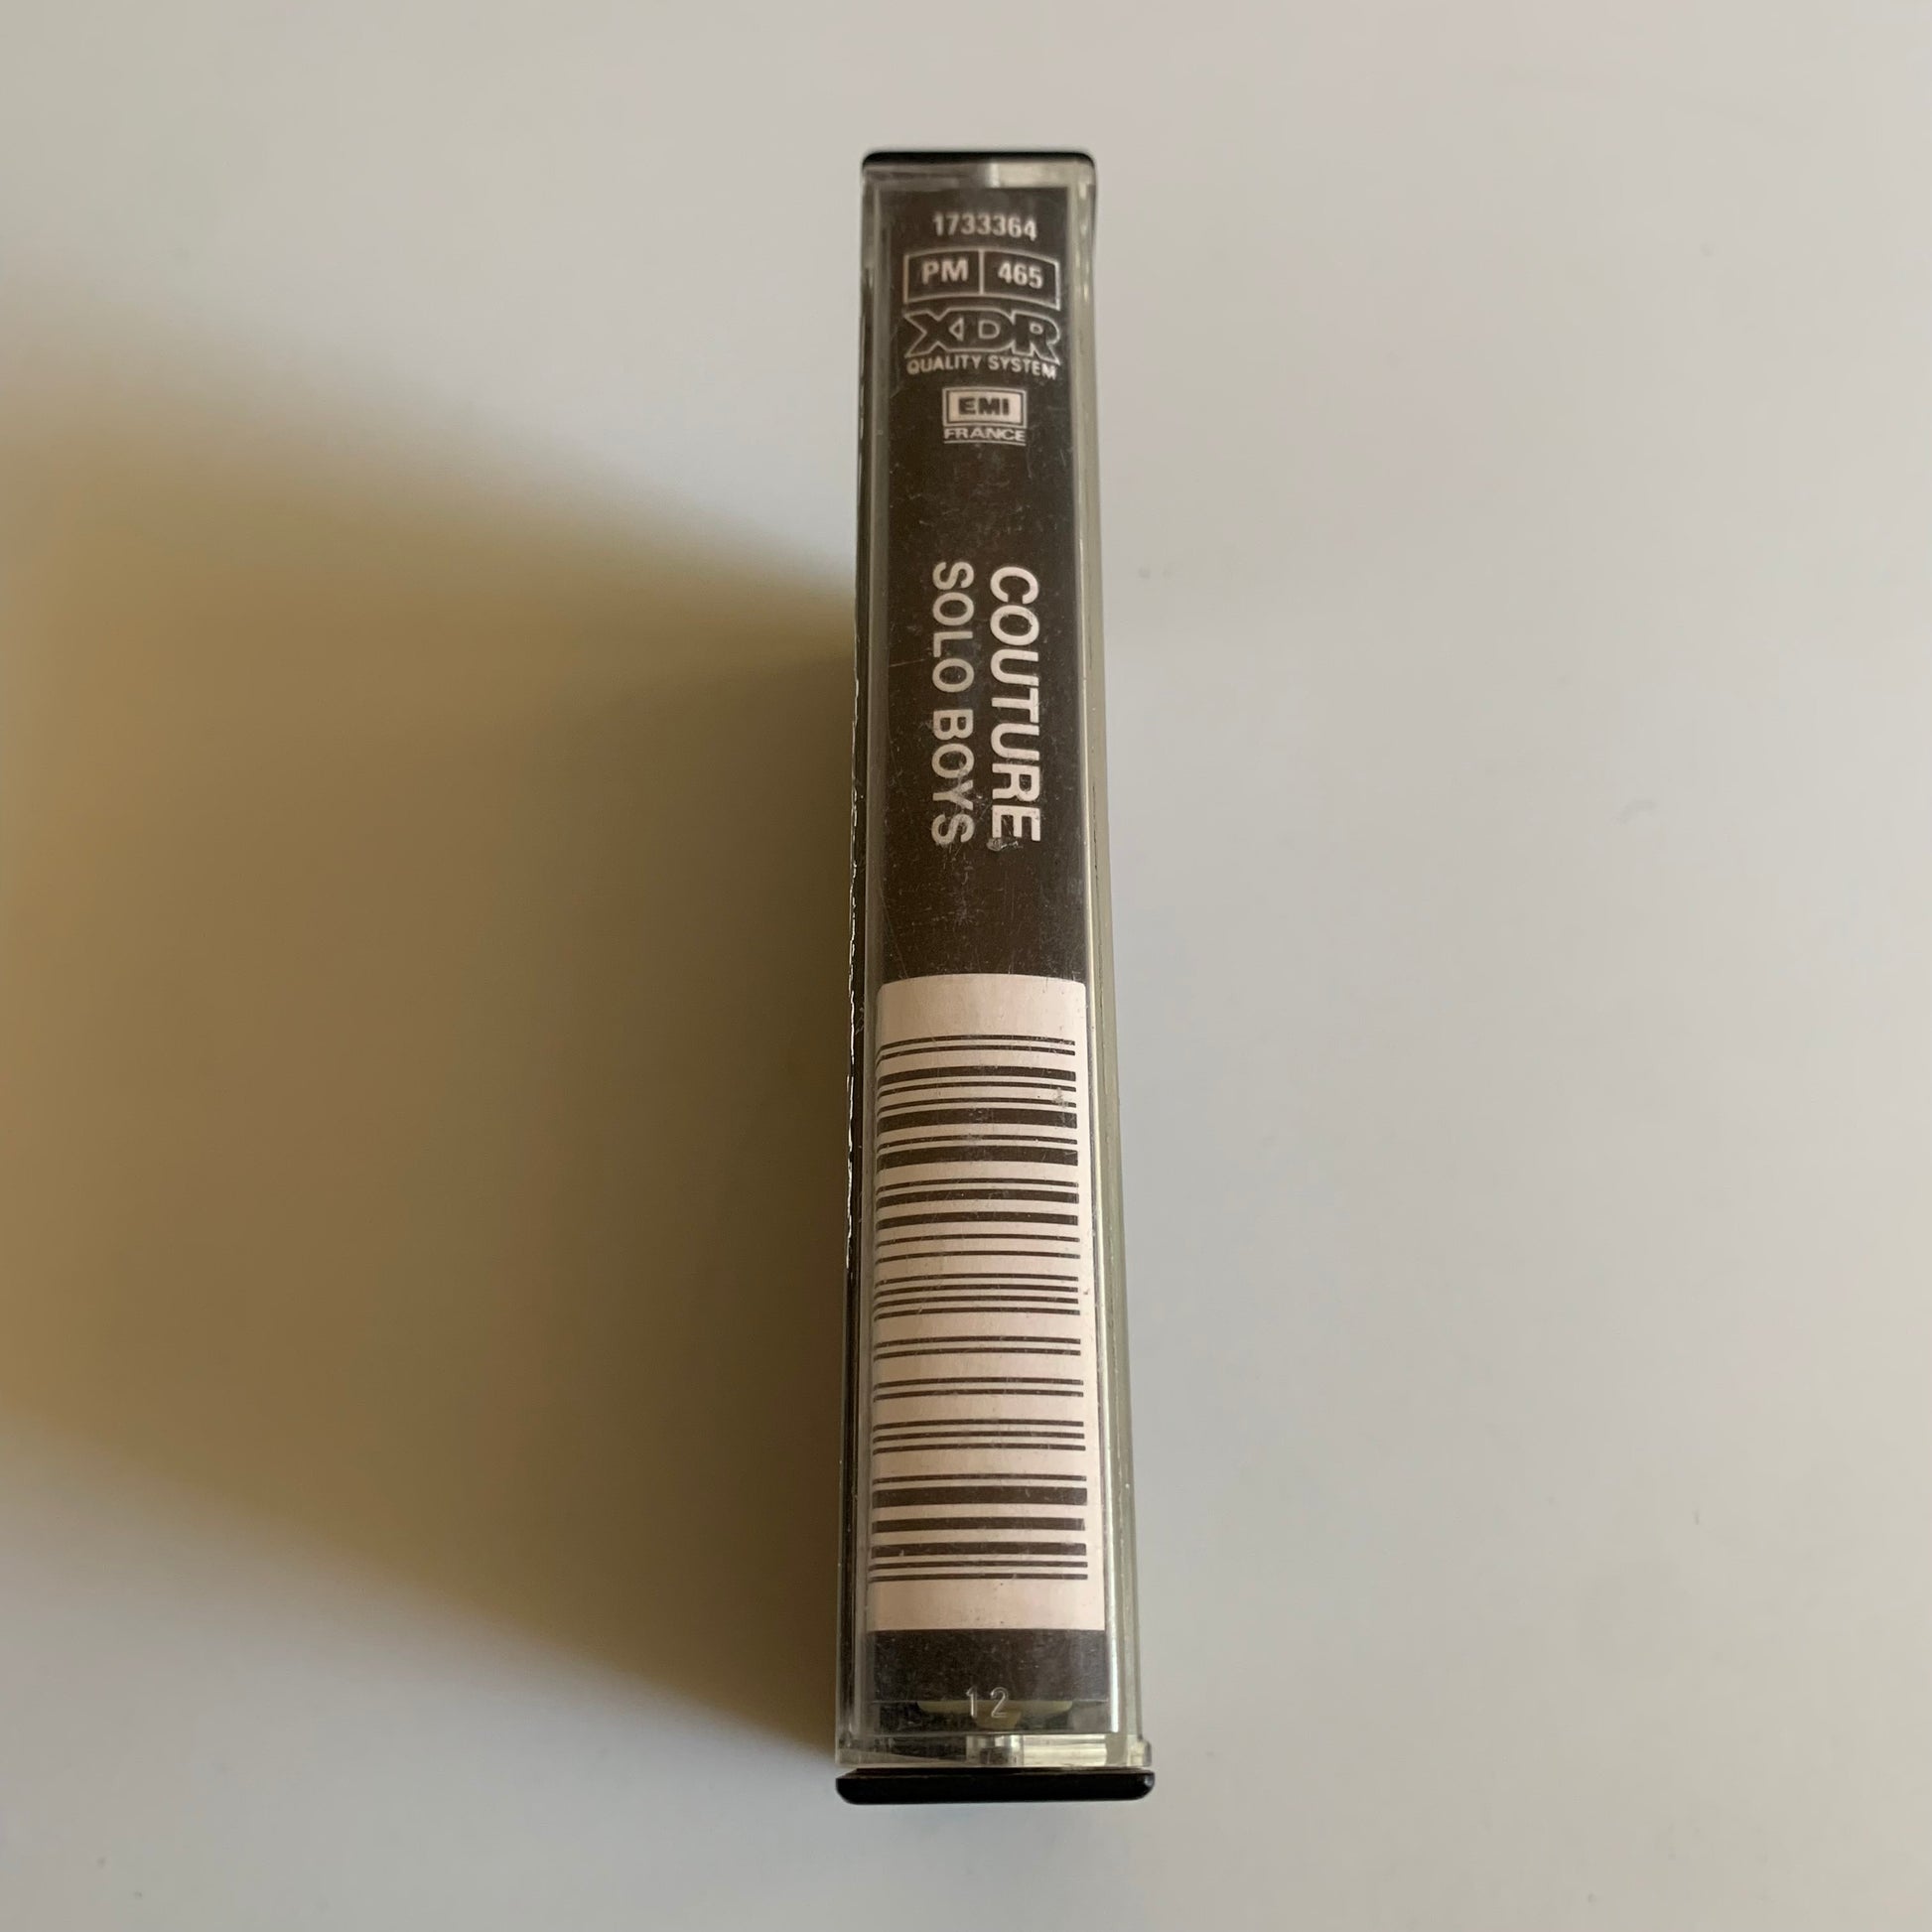 1733364
PM 465
XDR
QUALITY SYSTEM
EMI
FRANCE
COUTURE
SOLO BOYS
12